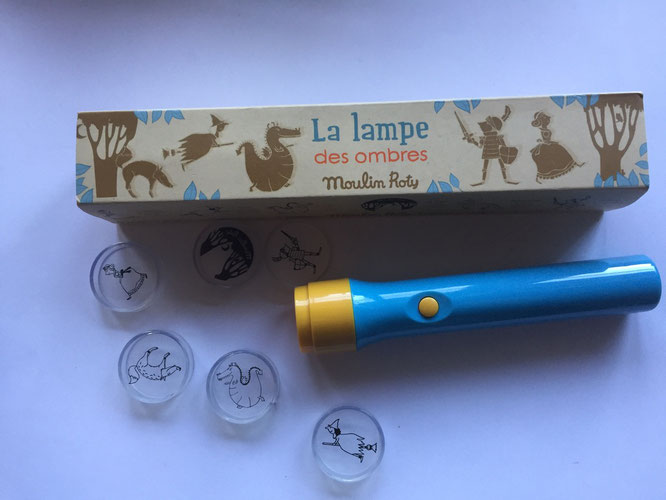 La lampe
des ombres
Moulin Roty